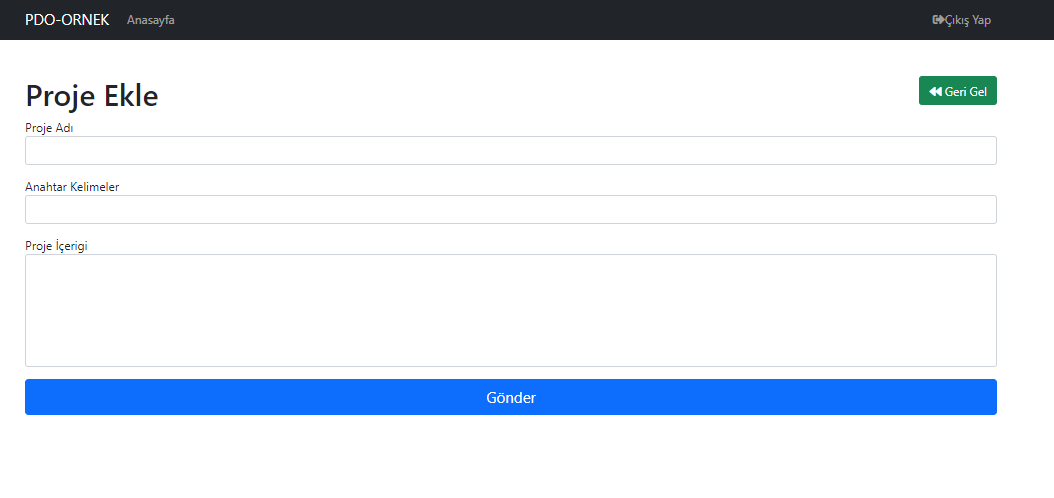 PDO-ORNEK Anasayfa Çıkış Yap
Proje Ekle Geri Gel
Proje Adı
Anahtar Kelimeler
Proje İçerigi
Gönder